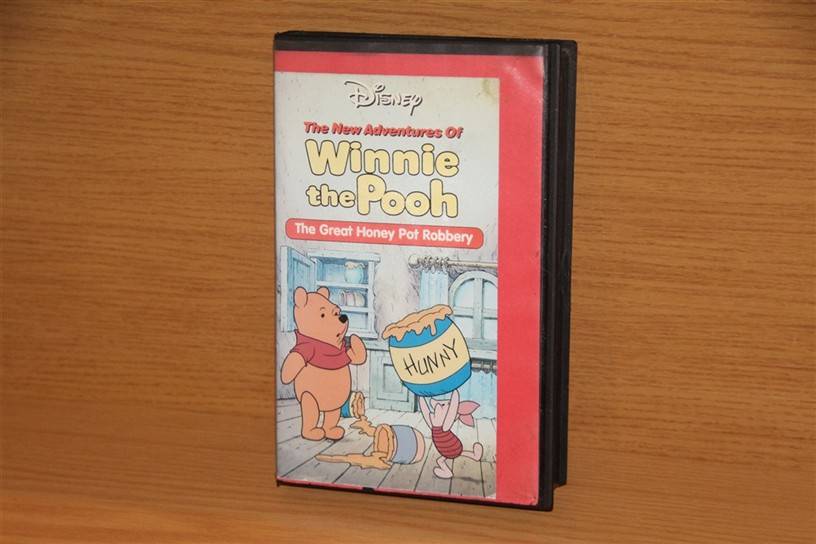 Disney
The New Adventures Of
Winnie
the Pooh
The Great Honey Pot Robbery
HUNNY